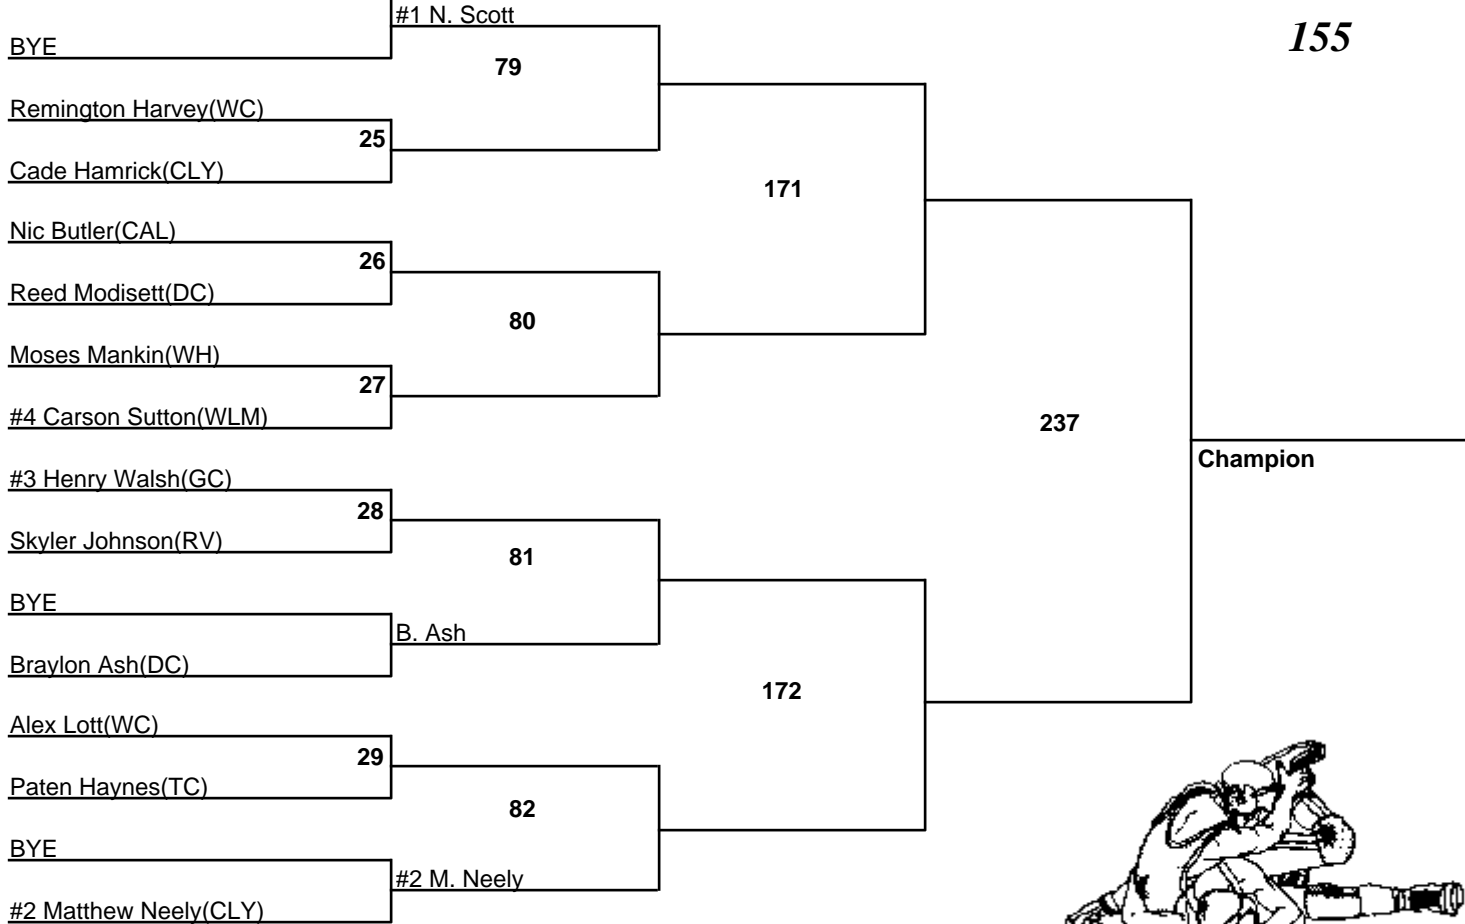 #1 N. Scott
155
BYE
79
Remington Harvey(WC)
25
Cade Hamrick(CLY)
171
Nic Butler(CAL)
26
Reed Modisett(DC)
80
Moses Mankin(WH)
27
#4 Carson Sutton(WLM)
237
Champion
#3 Henry Walsh(GC)
28
Skyler Johnson(RV)
81
BYE
B. Ash
Braylon Ash(DC)
172
Alex Lott(WC)
29
Paten Haynes(TC)
82
BYE
#2 M. Neely
#2 Matthew Neely(CLY)